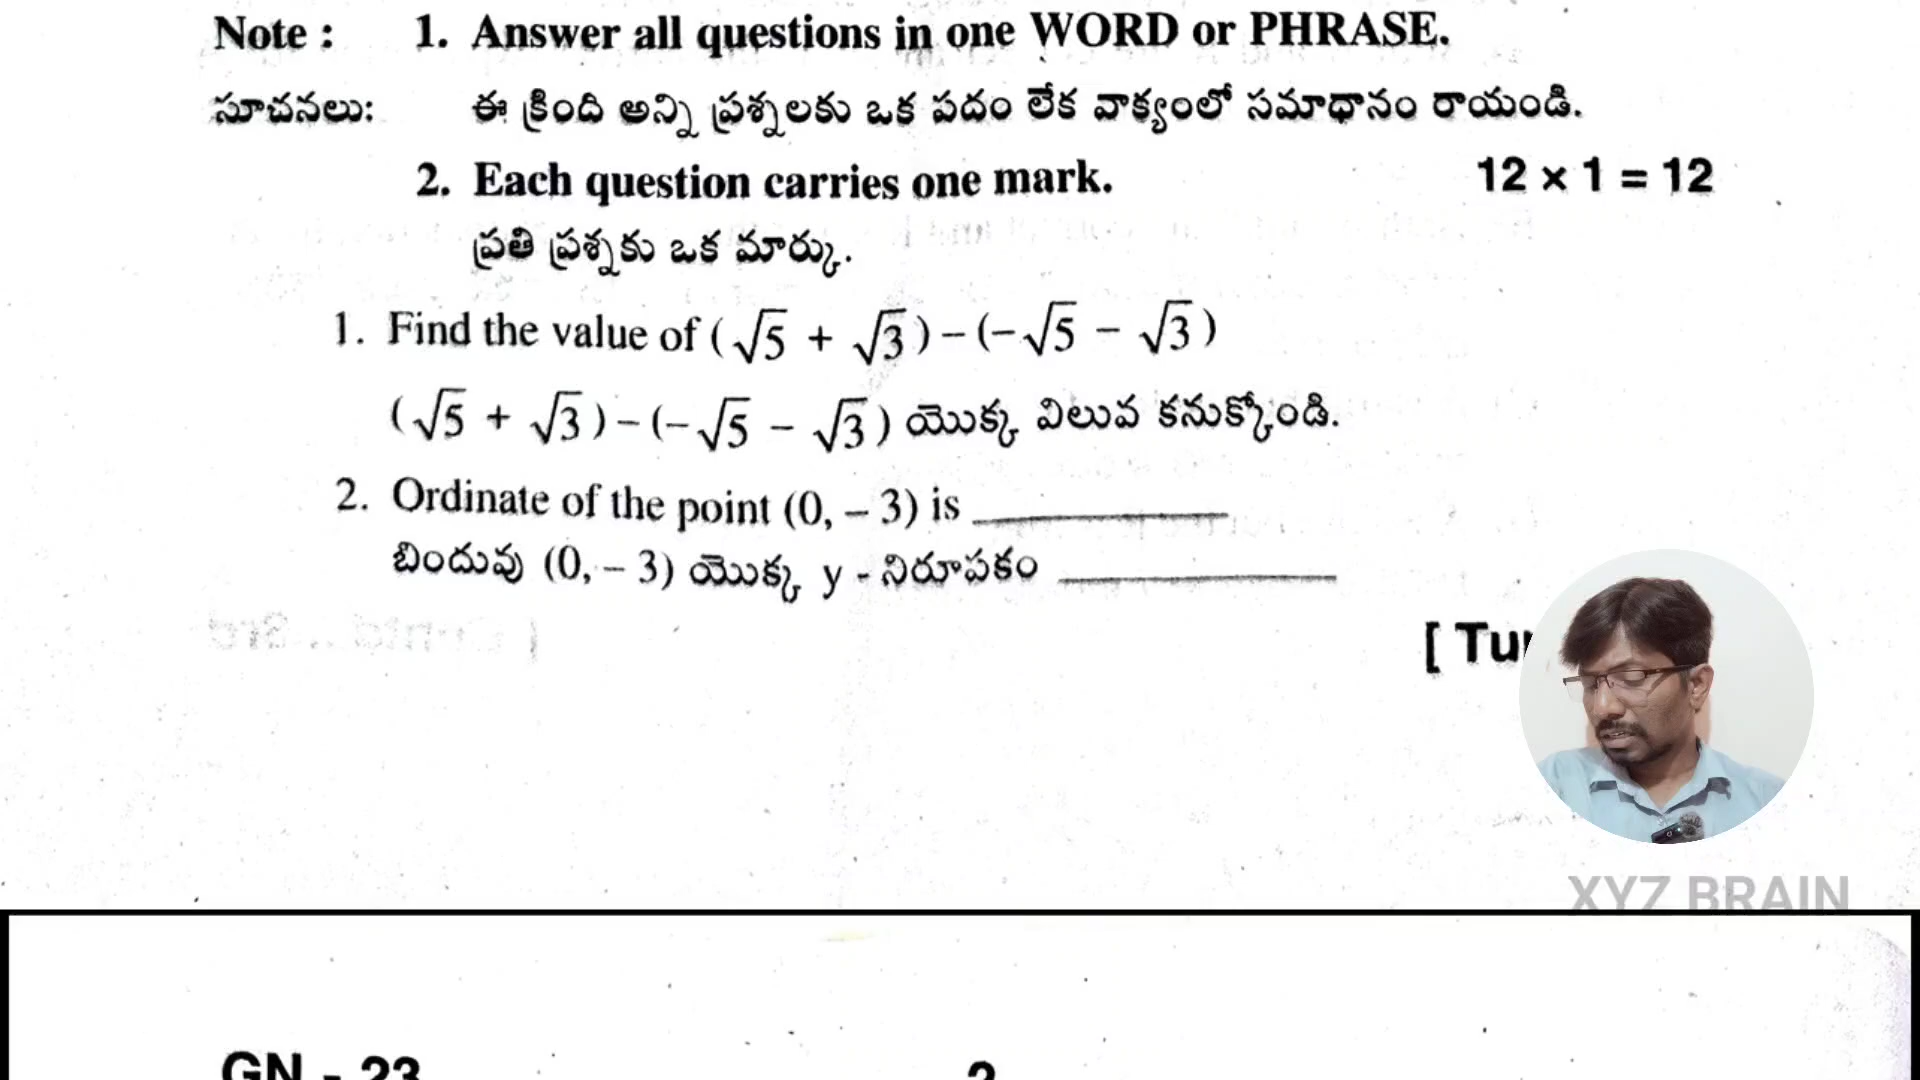 Note : 1. Answer all questions in one WORD or PHRASE.
సూచనలు: ఈ క్రింది అన్ని ప్రశ్నలకు ఒక పదం లేక వాక్యంలో సమాధానం రాయండి.
2. Each question carries one mark. 12 × 1 = 12
ప్రతి ప్రశ్నకు ఒక మార్కు.
1. Find the value of (√5 + √3) – (–√5 – √3)
(√5 + √3) – (–√5 – √3) యొక్క విలువ కనుక్కోండి.
2. Ordinate of the point (0, – 3) is ____________
బిందువు (0, – 3) యొక్క y - నిరూపకం ____________
[
XYZ BRAIN
GN - 23 2